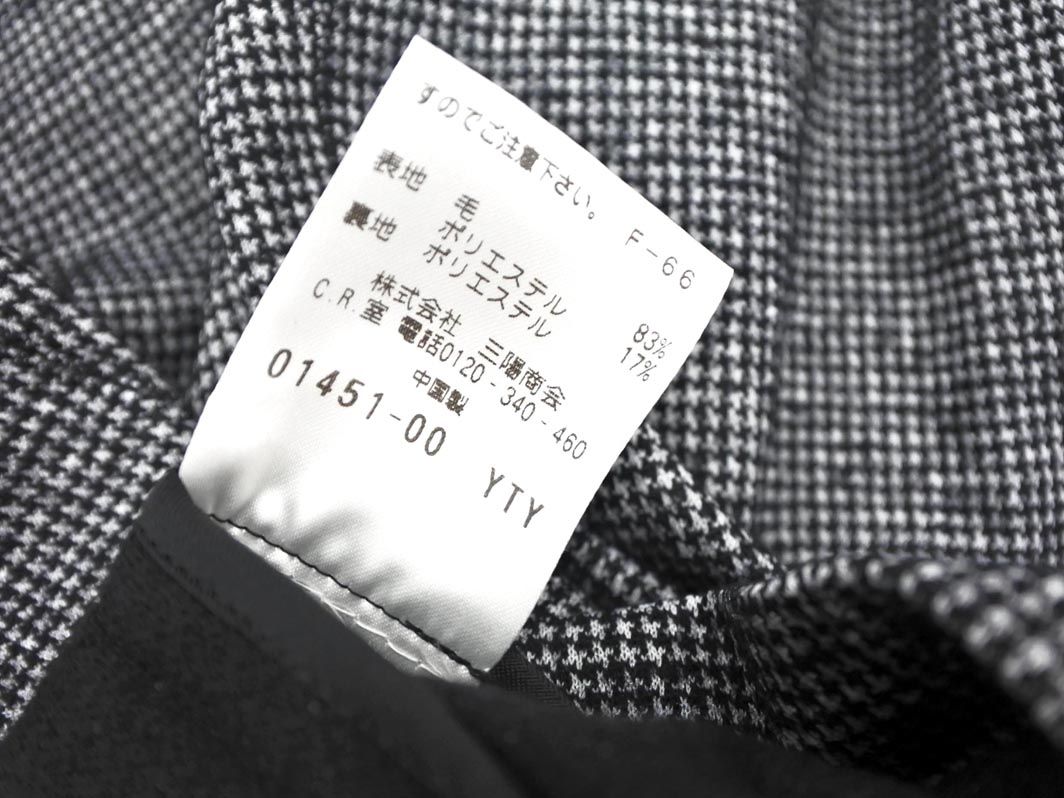 すのでご注意下さい。
F-66
表地 毛 83%
ポリエステル 17%
裏地 ポリエステル
株式会社 三陽商会
C.R.室 電話0120-340-460
中国製
01451-00 YTY